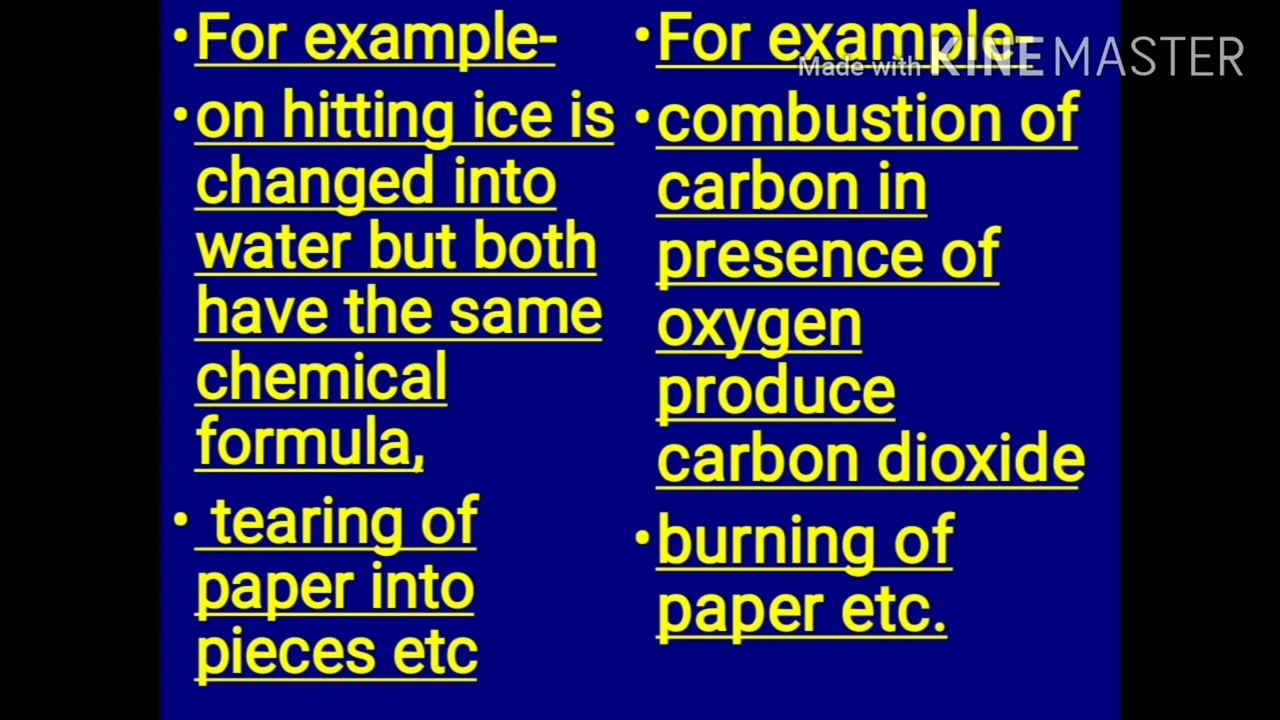 •For example-
•on hitting ice is
changed into
water but both
have the same
chemical
formula,
• tearing of
paper into
pieces etc
•For example-
Made with KINEMASTER
•combustion of
carbon in
presence of
oxygen
produce
carbon dioxide
•burning of
paper etc.